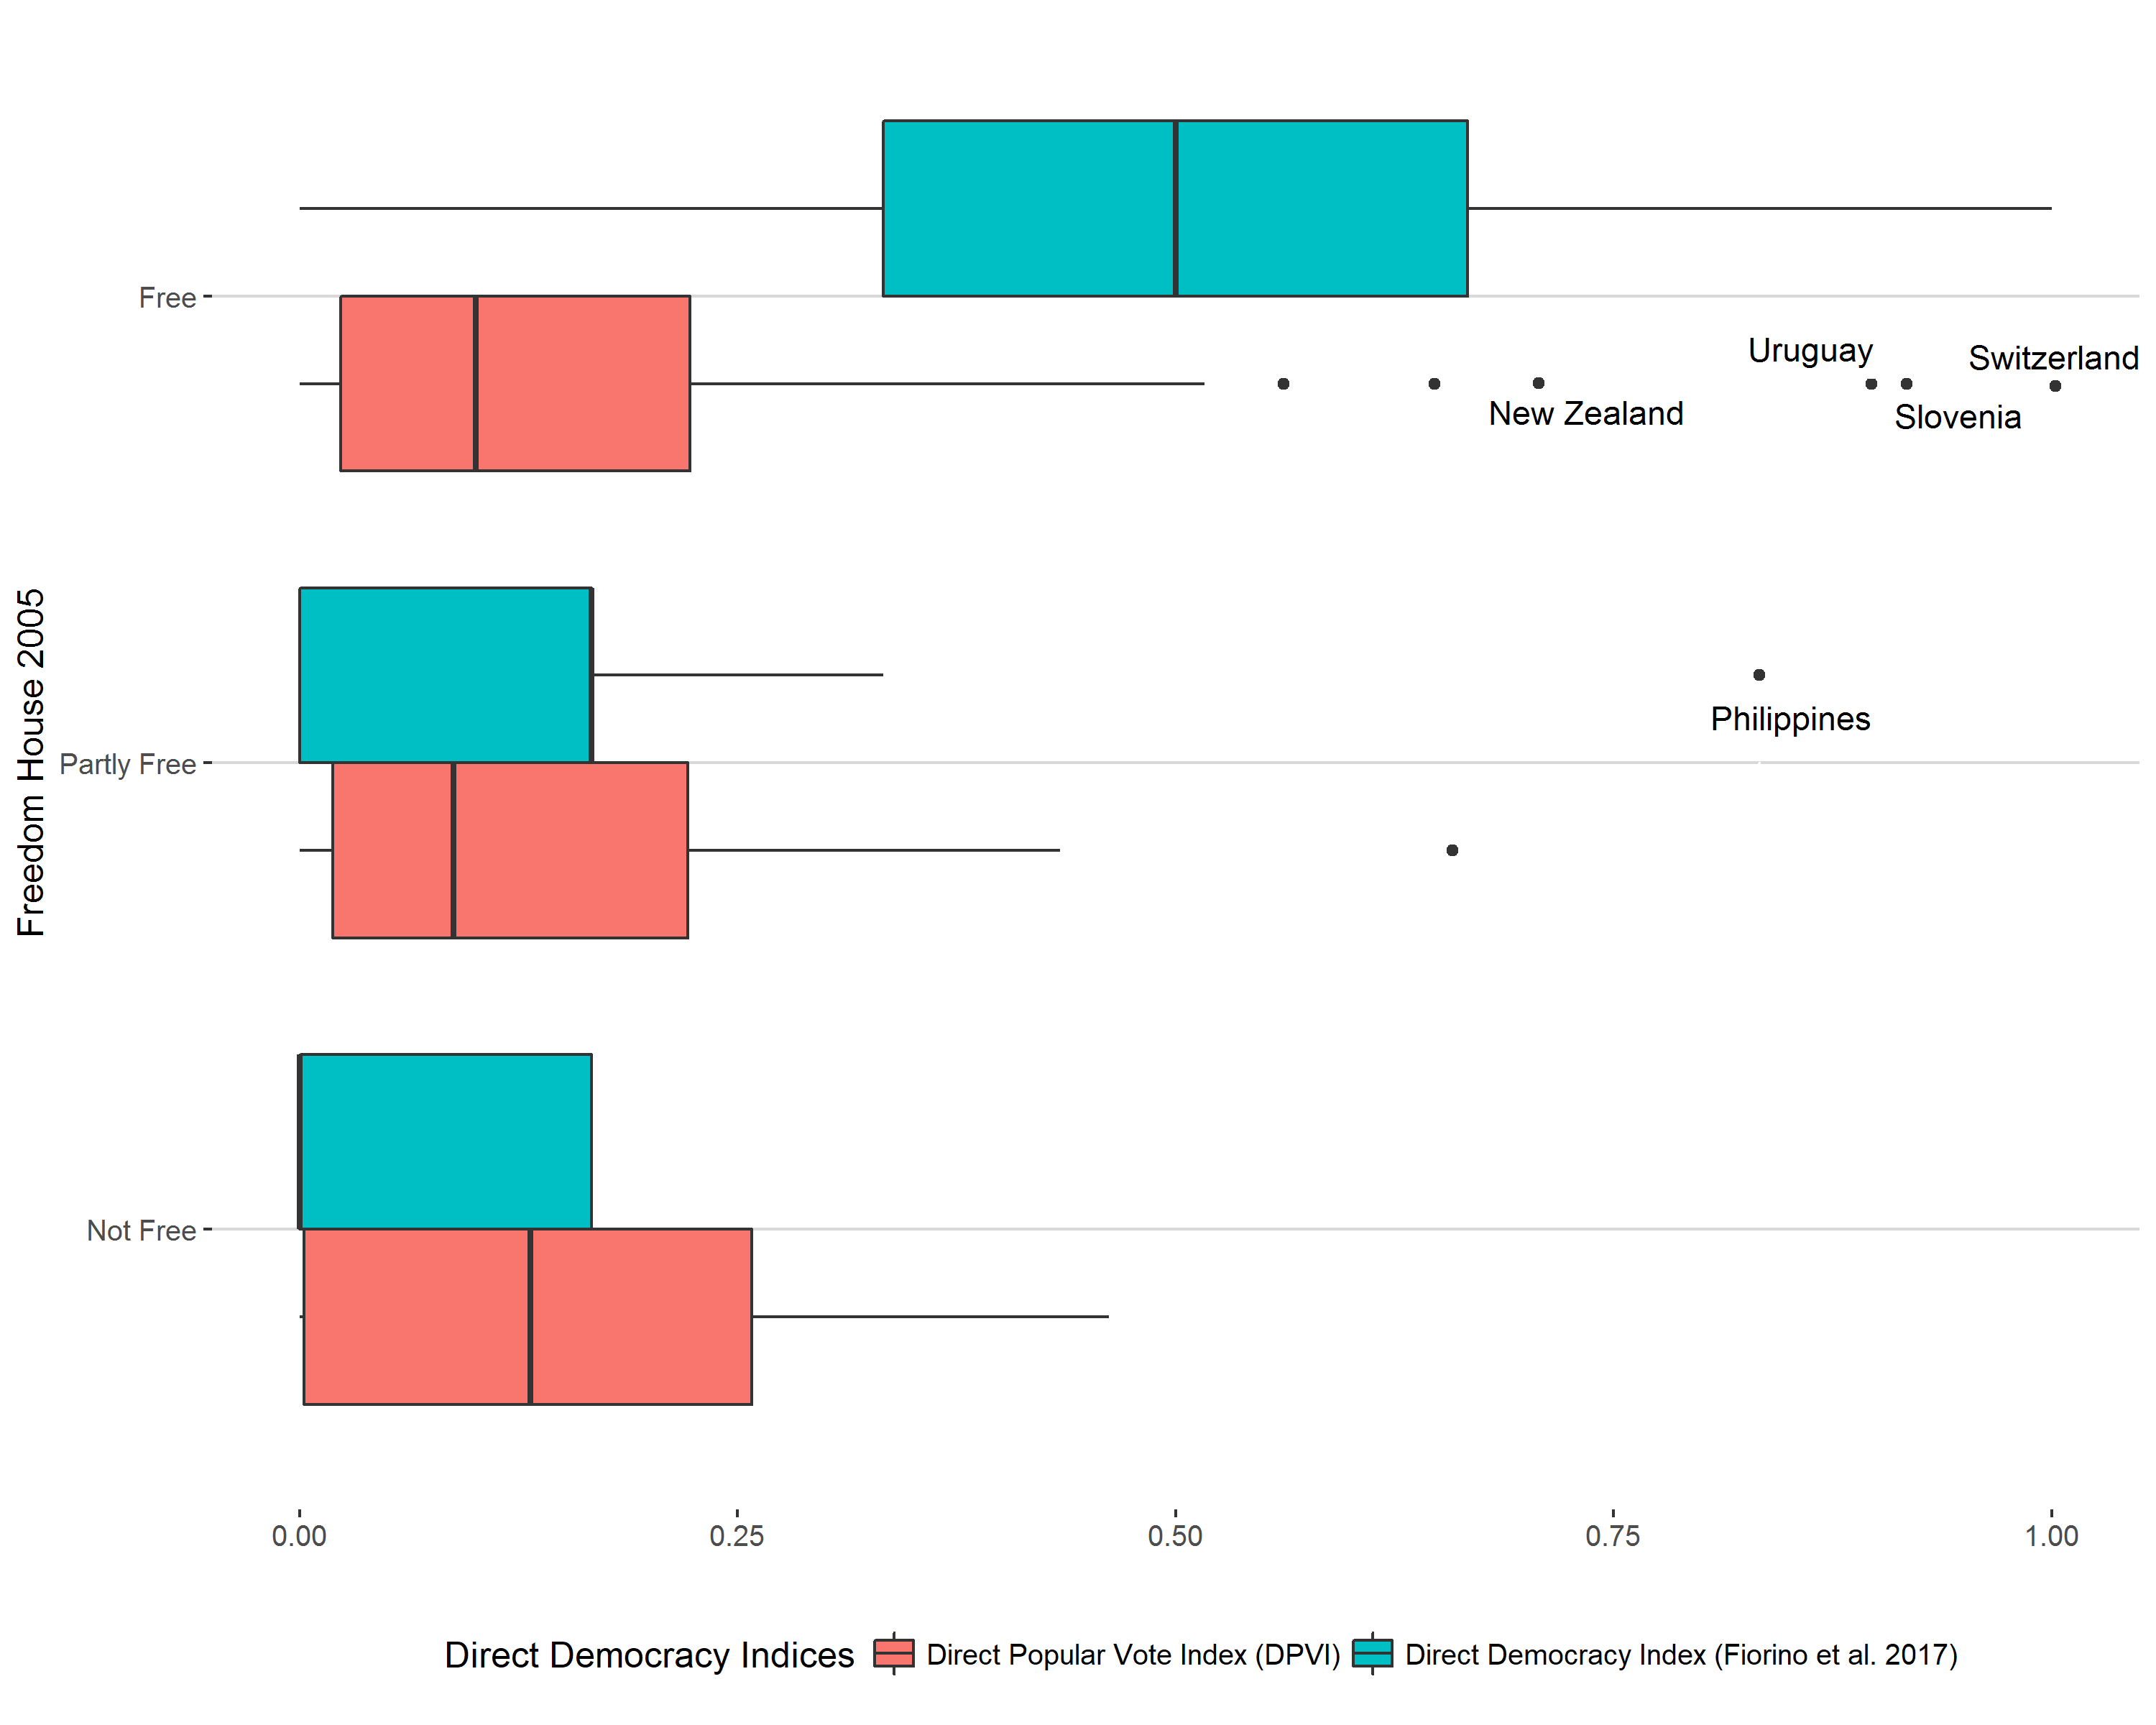 Free
Uruguay
Switzerland
New Zealand
Slovenia
Freedom House 2005
Philippines
Partly Free
Not Free
0.00 0.25 0.50 0.75 1.00
Direct Democracy Indices Direct Popular Vote Index (DPVI) Direct Democracy Index (Fiorino et al. 2017)